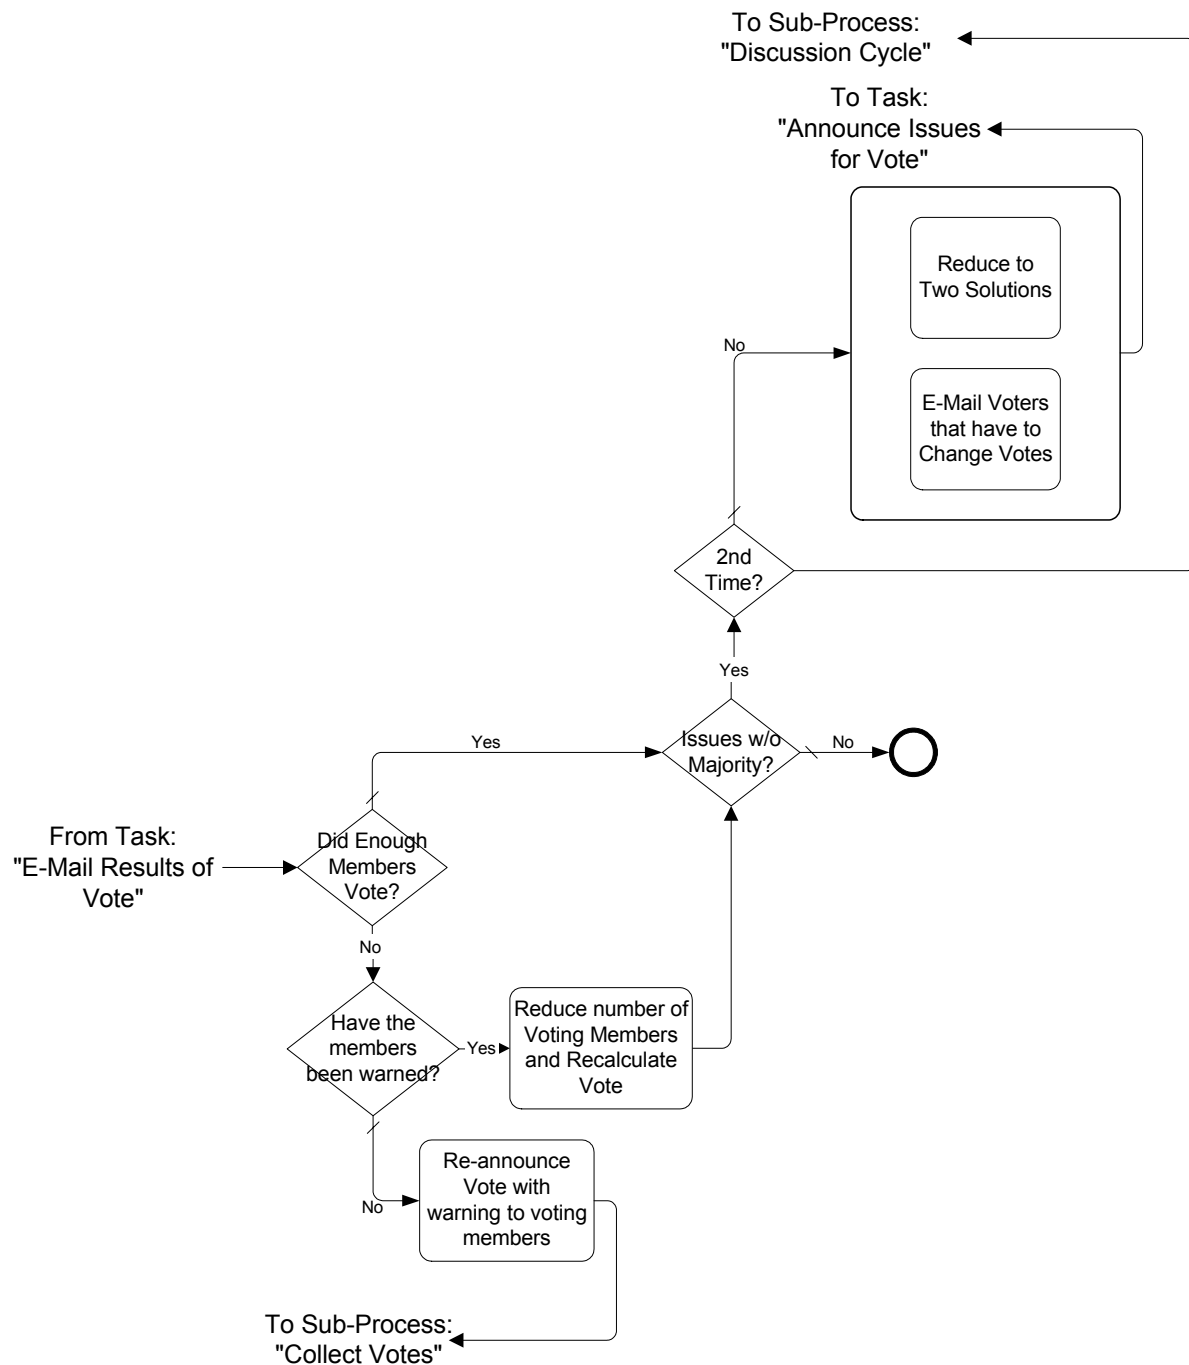 To Sub-Process:
"Discussion Cycle"
To Task:
"Announce Issues
for Vote"
Reduce to
Two Solutions
No
E-Mail Voters
that have to
Change Votes
2nd
Time?
Yes
Yes
Issues w/o
Majority?
No
From Task:
"E-Mail Results of
Vote"
Did Enough
Members
Vote?
No
Have the
members
been warned?
Yes
Reduce number of
Voting Members
and Recalculate
Vote
No
Re-announce
Vote with
warning to voting
members
To Sub-Process:
"Collect Votes"